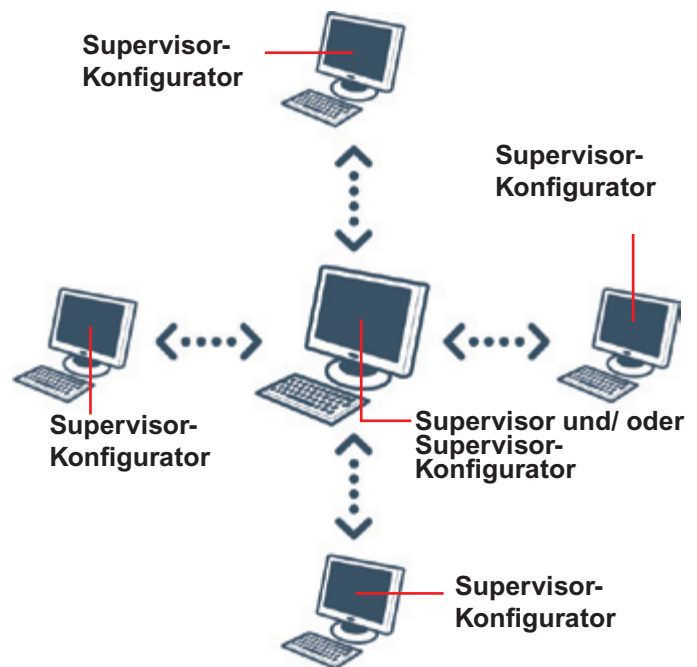 Supervisor-
Konfigurator
Supervisor-
Konfigurator
Supervisor-
Konfigurator
Supervisor und/ oder
Supervisor-
Konfigurator
Supervisor-
Konfigurator